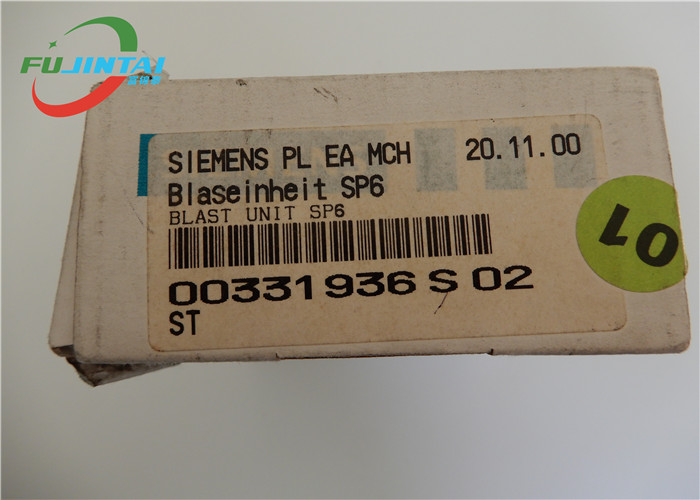 FUJINTAI
SIEMENS PL EA MCH 20.11.00
Blaseinheit SP6
BLAST UNIT SP6
00331936 S 02
ST
01